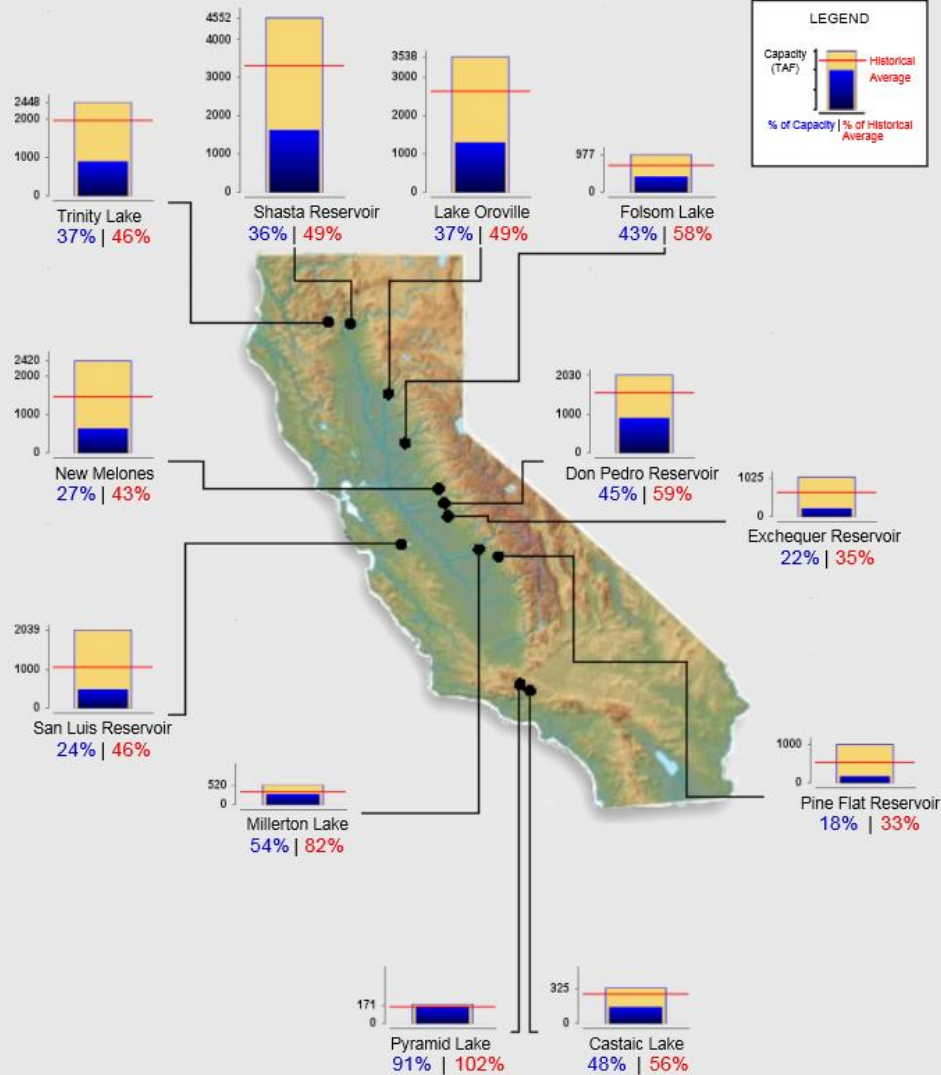 LEGEND
Capacity
(TAF)
Historical
Average
% of Capacity | % of Historical
Average
4552
4000
3000
2000
1000
0
Shasta Reservoir
36% | 49%
3538
3000
2000
1000
0
Lake Oroville
37% | 49%
2448
2000
1000
0
Trinity Lake
37% | 46%
977
0
Folsom Lake
43% | 58%
2420
1000
0
New Melones
27% | 43%
2030
1000
0
Don Pedro Reservoir
45% | 59%
1025
0
Exchequer Reservoir
22% | 35%
2039
1000
0
San Luis Reservoir
24% | 46%
520
0
Millerton Lake
54% | 82%
1000
0
Pine Flat Reservoir
18% | 33%
171
0
Pyramid Lake
91% | 102%
325
0
Castaic Lake
48% | 56%